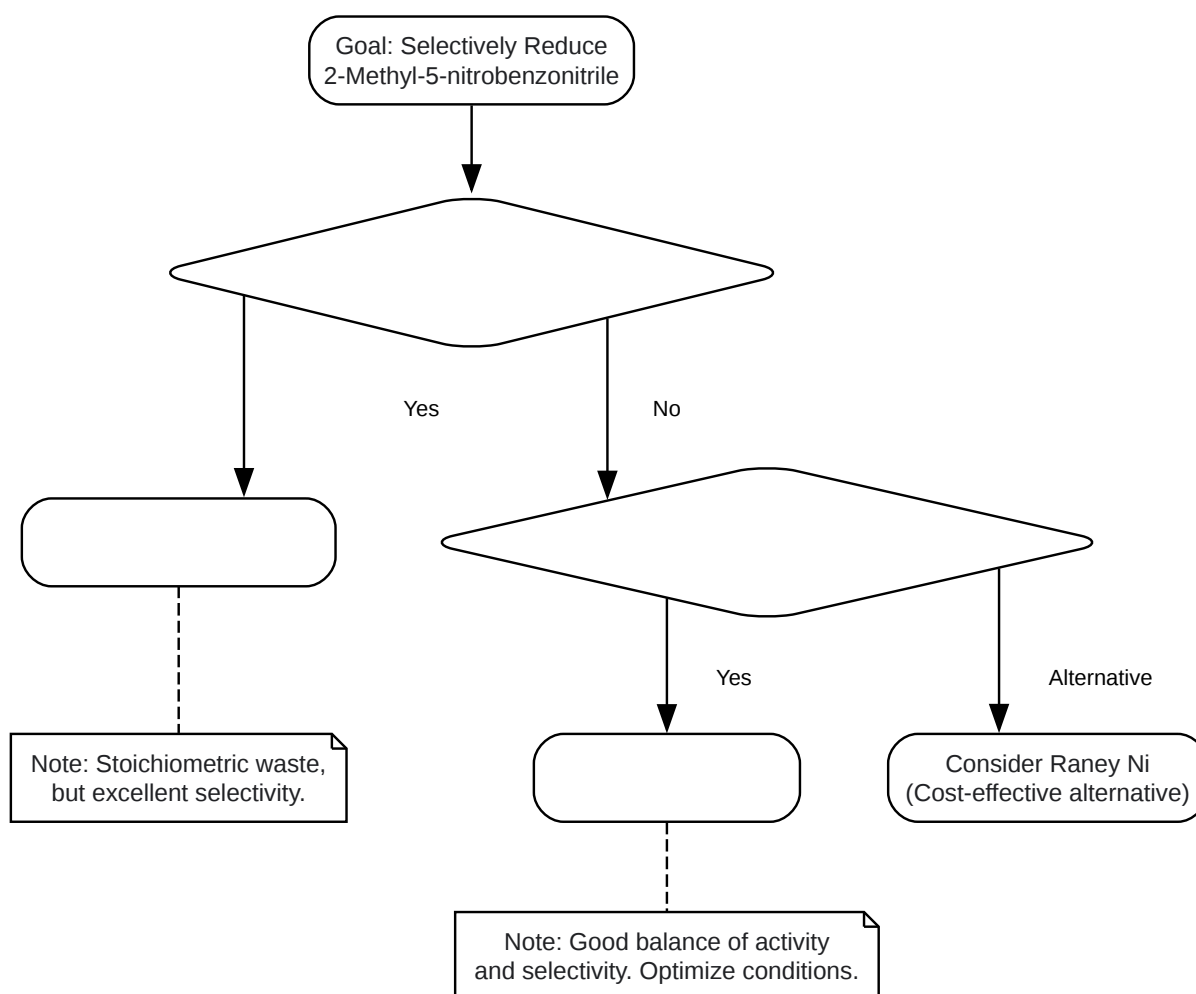 Goal: Selectively Reduce
2-Methyl-5-nitrobenzonitrile
Yes
No
Yes
Alternative
Note: Stoichiometric waste,
but excellent selectivity.
Consider Raney Ni
(Cost-effective alternative)
Note: Good balance of activity
and selectivity. Optimize conditions.